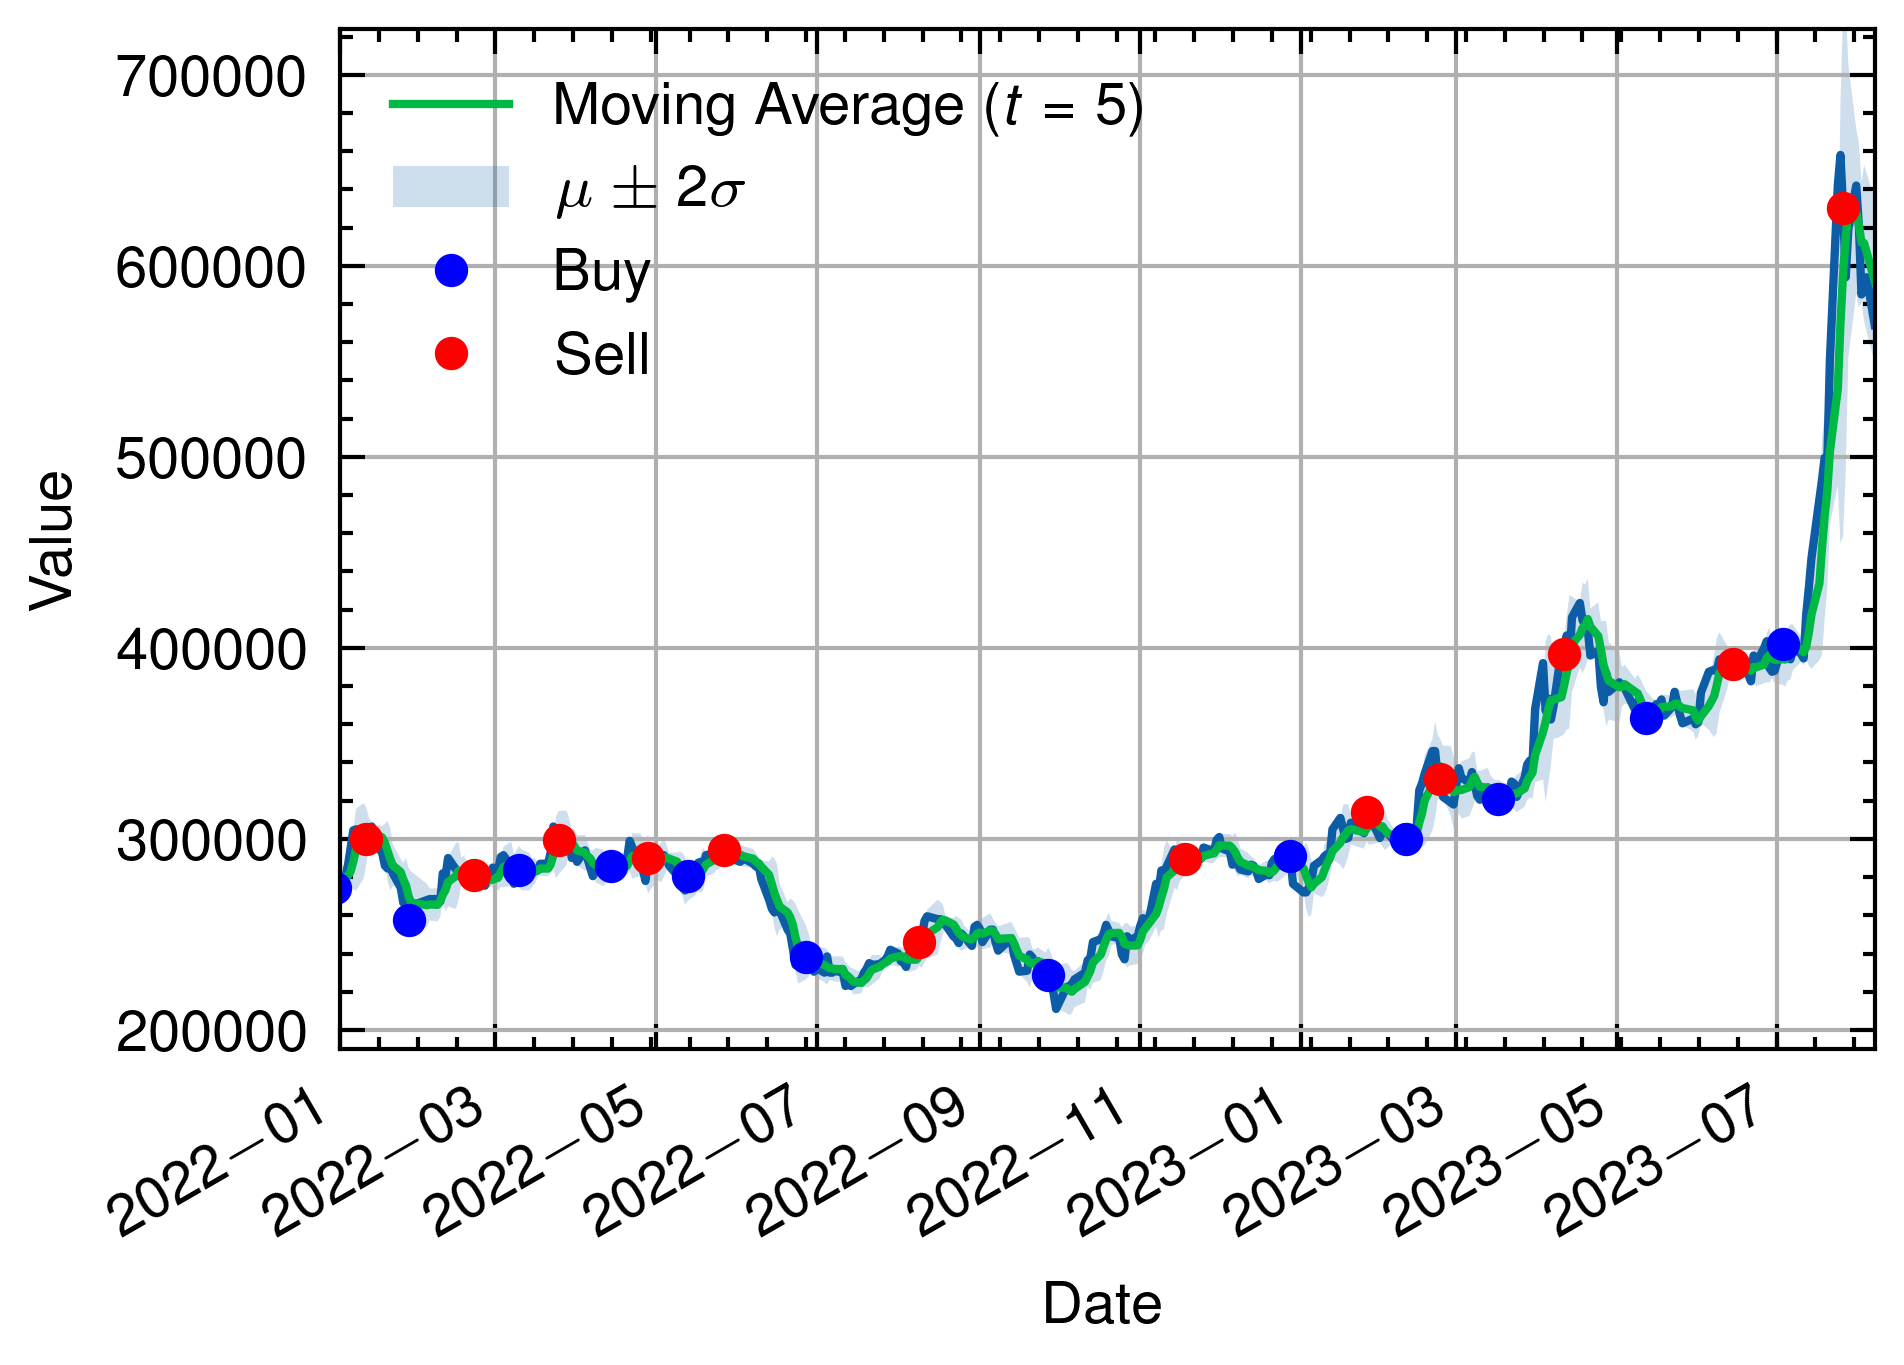 700000
600000
500000
400000
300000
200000
Value
Moving Average (t = 5)
μ ± 2σ
Buy
Sell
2022–01
2022–03
2022–05
2022–07
2022–09
2022–11
2023–01
2023–03
2023–05
2023–07
Date